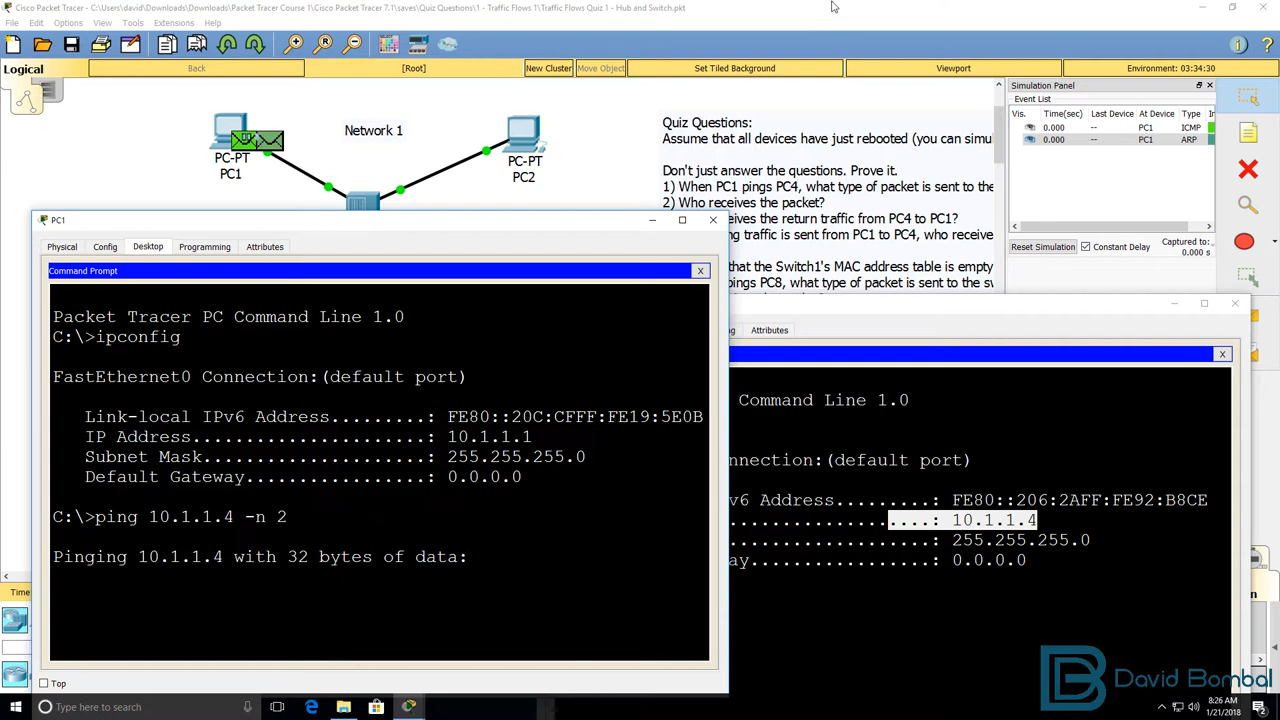 Cisco Packet Tracer - C:\Users\david\Downloads\Downloads\Packet Tracer Course 1\Cisco Packet Tracer 7.1\saves\Quiz Questions\1 - Traffic Flows 1\Traffic Flows Quiz 1 - Hub and Switch.pkt
File Edit Options View Tools Extensions Help
Logical Back [Root] New Cluster Move Object Set Tiled Background Viewport Environment: 03:34:30
Network 1
PC-PT
PC1
PC-PT
PC2
Quiz Questions:
Assume that all devices have just rebooted (you can simu
Don't just answer the questions. Prove it.
1) When PC1 pings PC4, what type of packet is sent to the
2) Who receives the packet?
eives the return traffic from PC4 to PC1?
ng traffic is sent from PC1 to PC4, who receive
that the Switch1's MAC address table is empty
pings PC8, what type of packet is sent to the sw
Simulation Panel
Event List
Vis. Time(sec) Last Device At Device Type In
0.000 -- PC1 ICMP
0.000 -- PC1 ARP
Reset Simulation Constant Delay Captured to:
0.000 s
PC1
Physical Config Desktop Programming Attributes
Command Prompt X
Packet Tracer PC Command Line 1.0
C:\>ipconfig
FastEthernet0 Connection:(default port)
Link-local IPv6 Address.........: FE80::20C:CFFF:FE19:5E0B
IP Address......................: 10.1.1.1
Subnet Mask.....................: 255.255.255.0
Default Gateway.................: 0.0.0.0
C:\>ping 10.1.1.4 -n 2
Pinging 10.1.1.4 with 32 bytes of data:
Top
ng Attributes
X
Command Line 1.0
nnection:(default port)
v6 Address.........: FE80::206:2AFF:FE92:B8CE
....................: 10.1.1.4
....................: 255.255.255.0
ay.................: 0.0.0.0
Time
on
David Bombal
Type here to search
8:26 AM
1/21/2018
2